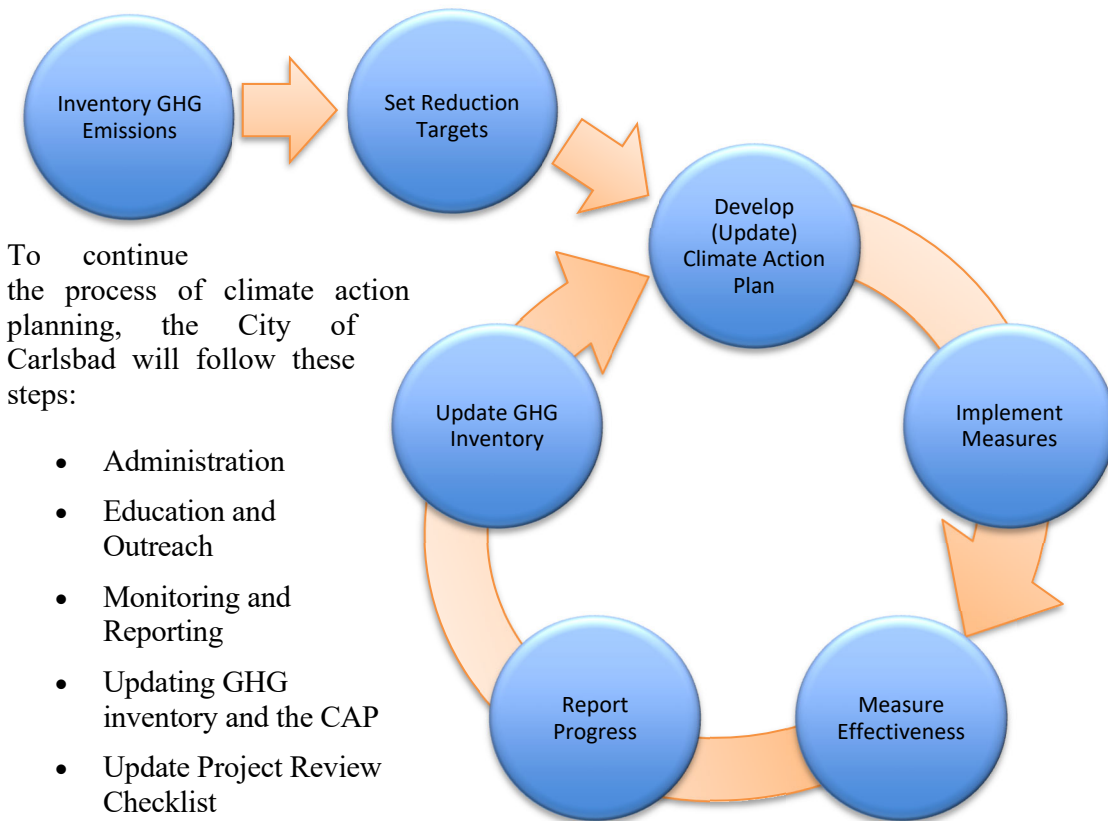 Inventory GHG
Emissions
Set Reduction
Targets
Develop
(Update)
Climate Action
Plan
Implement
Measures
Measure
Effectiveness
Report
Progress
Update GHG
Inventory
To continue
the process of climate action
planning, the City of
Carlsbad will follow these
steps:
• Administration
• Education and
Outreach
• Monitoring and
Reporting
• Updating GHG
inventory and the CAP
• Update Project Review
Checklist